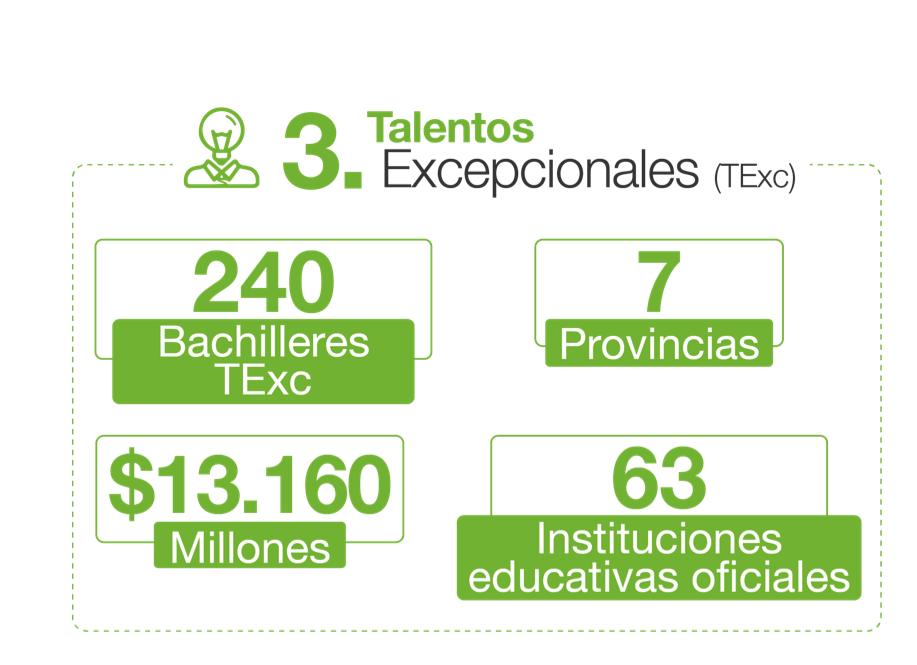 3. Talentos
Excepcionales (TExc)
240
Bachilleres
TExc
7
Provincias
$13.160
Millones
63
Instituciones
educativas oficiales